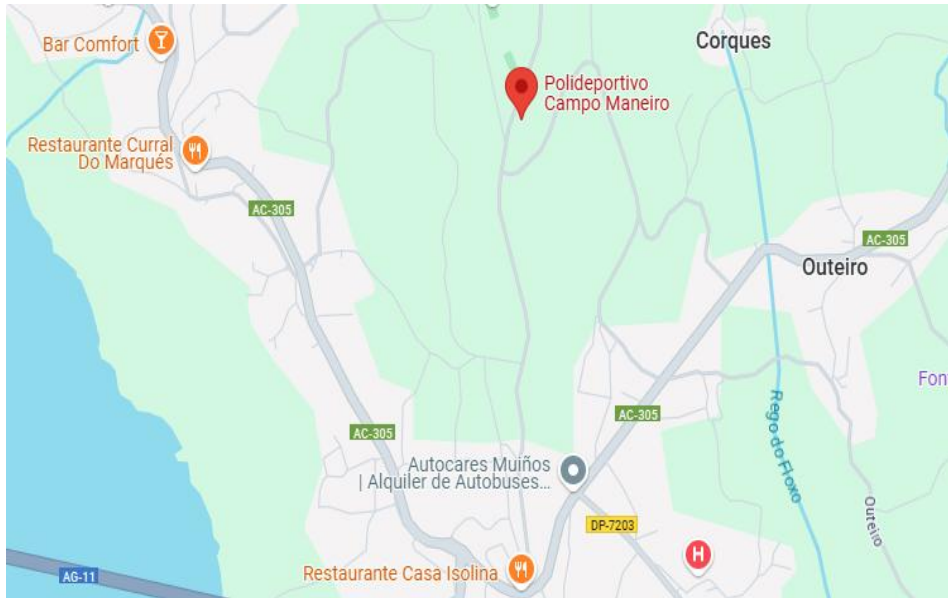 Corques
Bar Comfort
Polideportivo
Campo Maneiro
Restaurante Curral
Do Marqués
AC-305
AC-305
Outeiro
Font
AC-305
AC-305
Rego do Floxo
Autocares Muiños
| Alquiler de Autobuses...
Outeiro
DP-7203
H
Restaurante Casa Isolina
AG-11